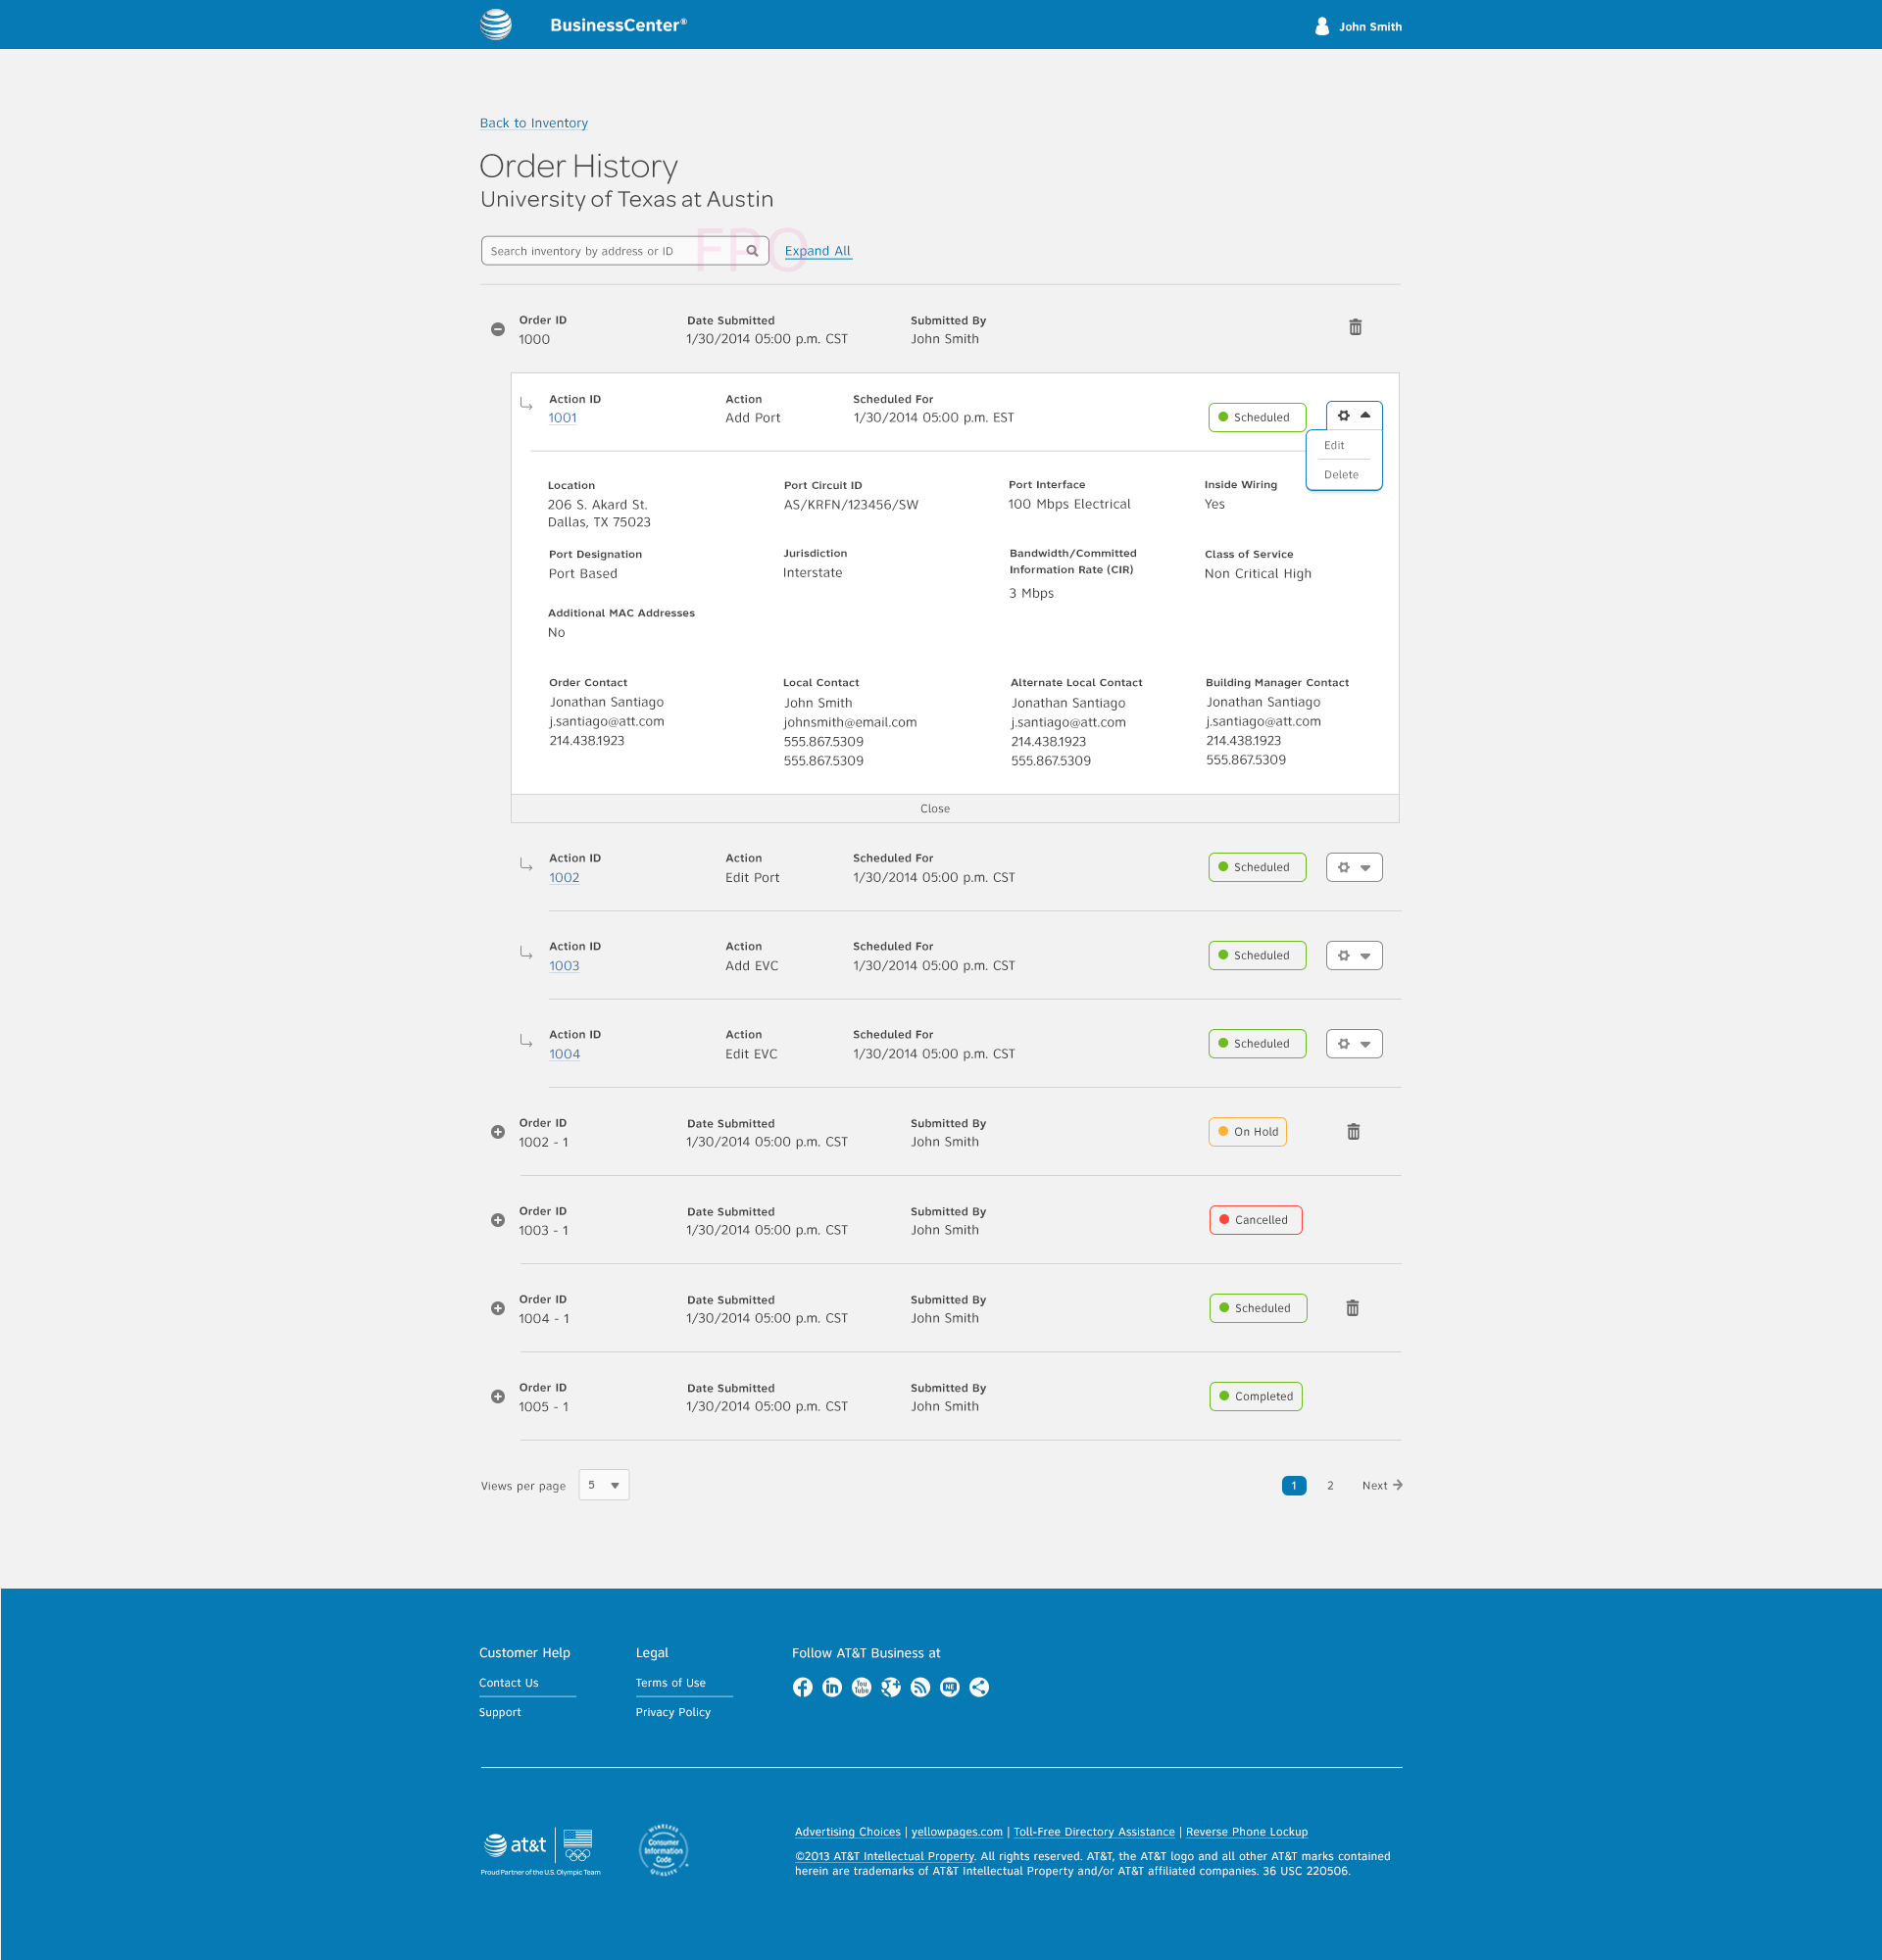 BusinessCenter®
John Smith
Back to Inventory
Order History
University of Texas at Austin
Search inventory by address or ID
FPO
Expand All
Order ID Date Submitted Submitted By
1000 1/30/2014 05:00 p.m. CST John Smith
Action ID Action Scheduled For
1001 Add Port 1/30/2014 05:00 p.m. EST Scheduled
Edit
Delete
Location Port Circuit ID Port Interface Inside Wiring
206 S. Akard St. AS/KRFN/123456/SW 100 Mbps Electrical Yes
Dallas, TX 75023
Port Designation Jurisdiction Bandwidth/Committed Class of Service
Information Rate (CIR)
Port Based Interstate Non Critical High
3 Mbps
Additional MAC Addresses
No
Order Contact Local Contact Alternate Local Contact Building Manager Contact
Jonathan Santiago John Smith Jonathan Santiago Jonathan Santiago
j.santiago@att.com johnsmith@email.com j.santiago@att.com j.santiago@att.com
214.438.1923 555.867.5309 214.438.1923 214.438.1923
555.867.5309 555.867.5309 555.867.5309
Close
Action ID Action Scheduled For
1002 Edit Port 1/30/2014 05:00 p.m. CST Scheduled
Action ID Action Scheduled For
1003 Add EVC 1/30/2014 05:00 p.m. CST Scheduled
Action ID Action Scheduled For
1004 Edit EVC 1/30/2014 05:00 p.m. CST Scheduled
Order ID Date Submitted Submitted By
1002 - 1 1/30/2014 05:00 p.m. CST John Smith On Hold
Order ID Date Submitted Submitted By
1003 - 1 1/30/2014 05:00 p.m. CST John Smith Cancelled
Order ID Date Submitted Submitted By
1004 - 1 1/30/2014 05:00 p.m. CST John Smith Scheduled
Order ID Date Submitted Submitted By
1005 - 1 1/30/2014 05:00 p.m. CST John Smith Completed
Views per page 5 1 2 Next
Customer Help Legal Follow AT&T Business at
Contact Us Terms of Use
You Tube
NE
Support Privacy Policy
at&t
Proud Partner of the U.S. Olympic Team
WIRELESS
Consumer
Information
Code
QUALITY
Advertising Choices | yellowpages.com | Toll-Free Directory Assistance | Reverse Phone Lockup
©2013 AT&T Intellectual Property. All rights reserved. AT&T, the AT&T logo and all other AT&T marks contained
herein are trademarks of AT&T Intellectual Property and/or AT&T affiliated companies. 36 USC 220506.